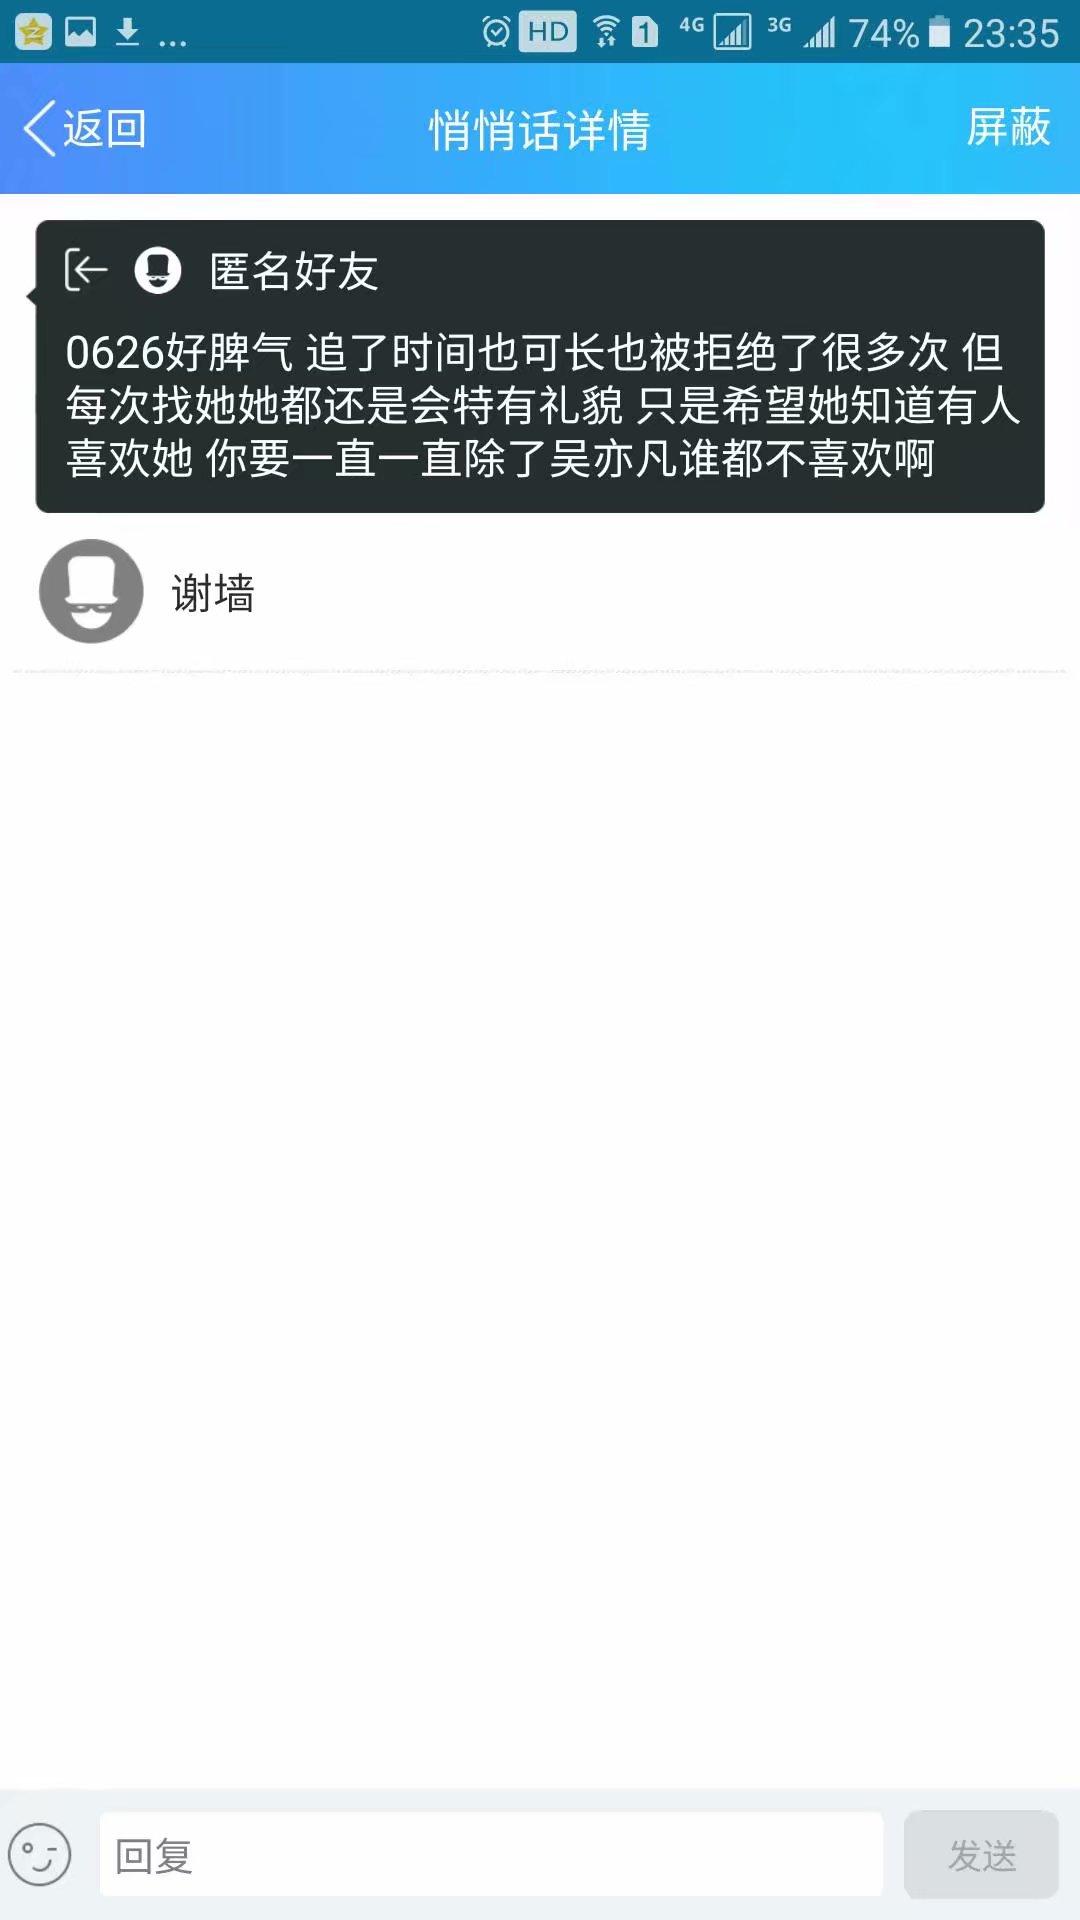 ... HD 1 4G 3G 74% 23:35
返回 悄悄话详情 屏蔽
匿名好友
0626好脾气 追了时间也可长也被拒绝了很多次 但
每次找她她都还是会特有礼貌 只是希望她知道有人
喜欢她 你要一直一直除了吴亦凡谁都不喜欢啊
谢墙
回复 发送